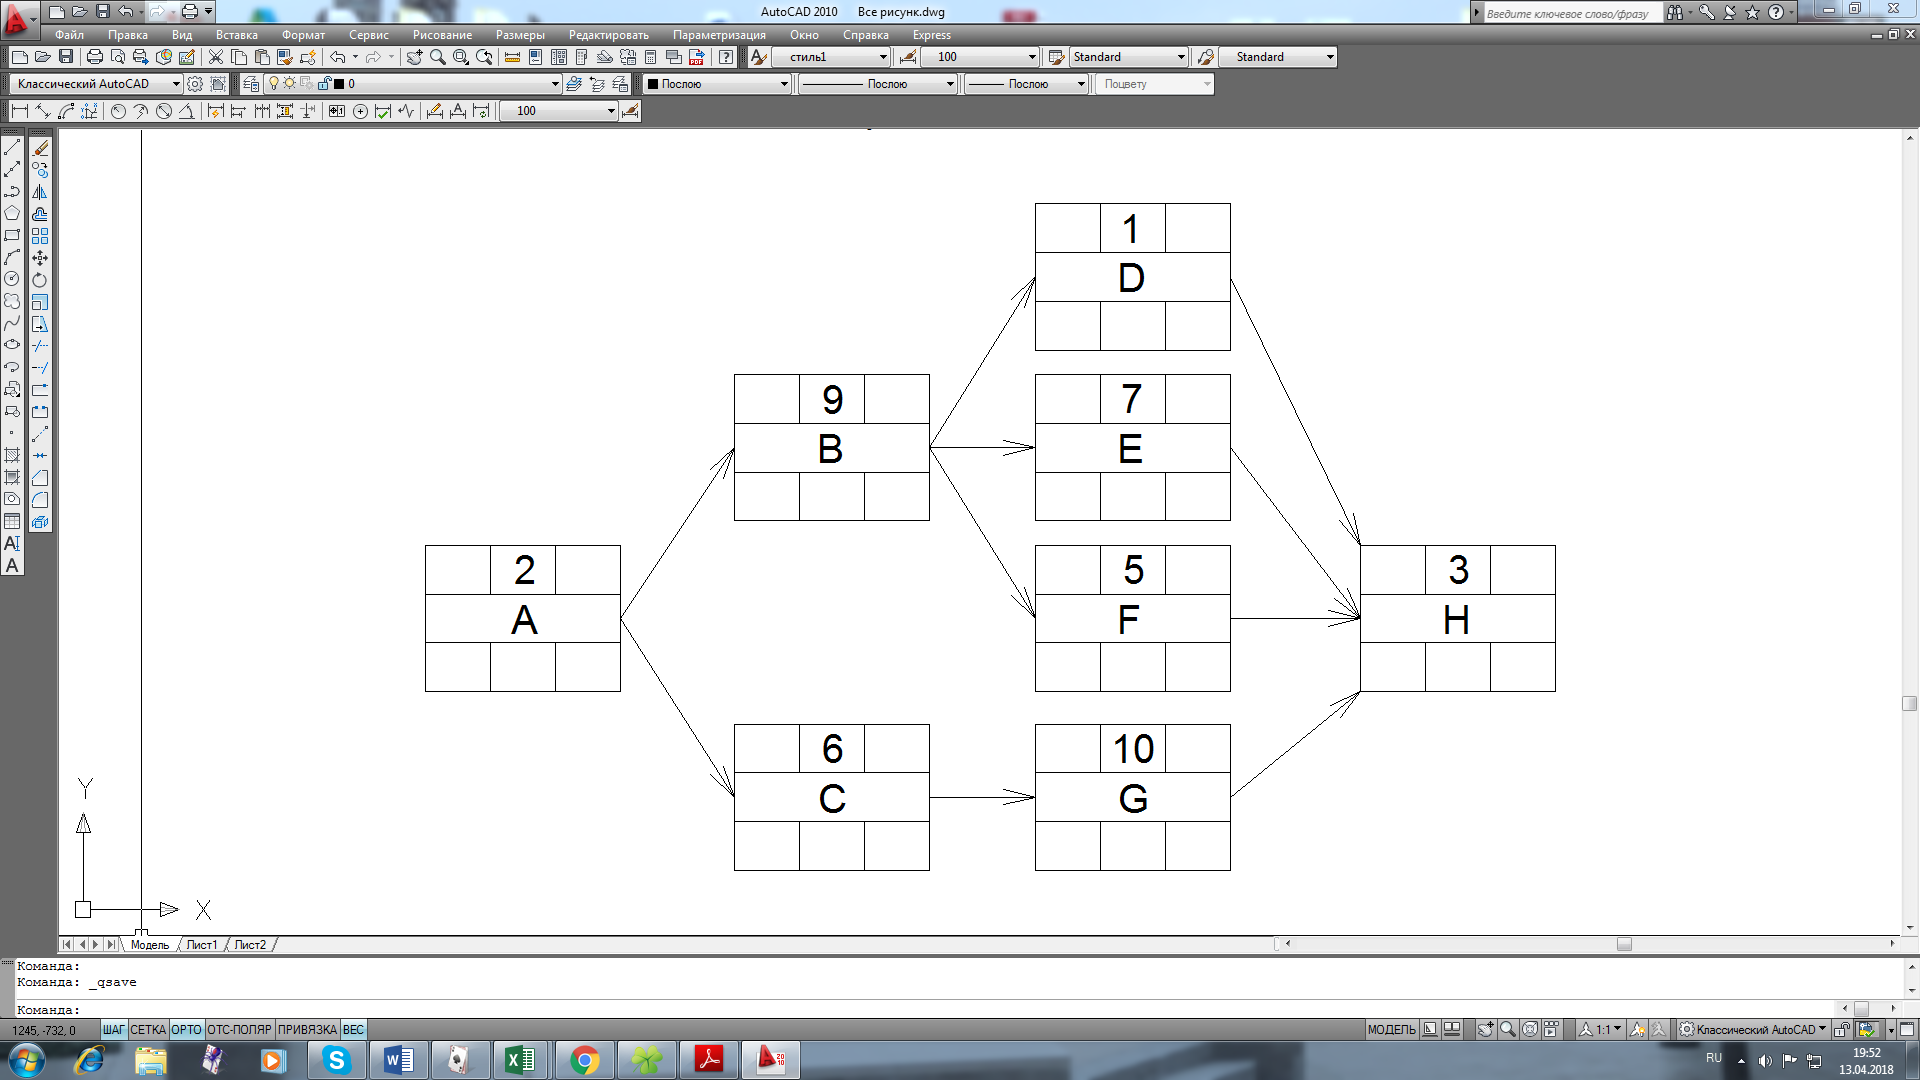 AutoCAD 2010 Все рисунк.dwg
Введите ключевое слово/фразу
Файл Правка Вид Вставка Формат Сервис Рисование Размеры Редактировать Параметризация Окно Справка Express
стиль1 100 Standard Standard
Классический AutoCAD 0 Послою Послою Послою Поцвету
100
1
D
9
B
7
E
2
A
5
F
3
H
6
C
10
G
Y
X
Модель Лист1 Лист2
Команда:
Команда: _qsave
Команда:
1245, -732, 0 ШАГ СЕТКА ОРТО ОТС-ПОЛЯР ПРИВЯЗКА ВЕС МОДЕЛЬ 1:1 Классический AutoCAD
RU 19:52
13.04.2018